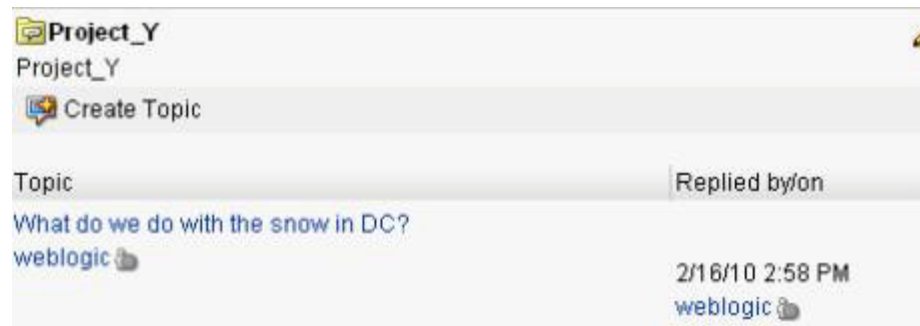 Project_Y
Project_Y
Create Topic
Topic
Replied by/on
What do we do with the snow in DC?
weblogic
2/16/10 2:58 PM
weblogic